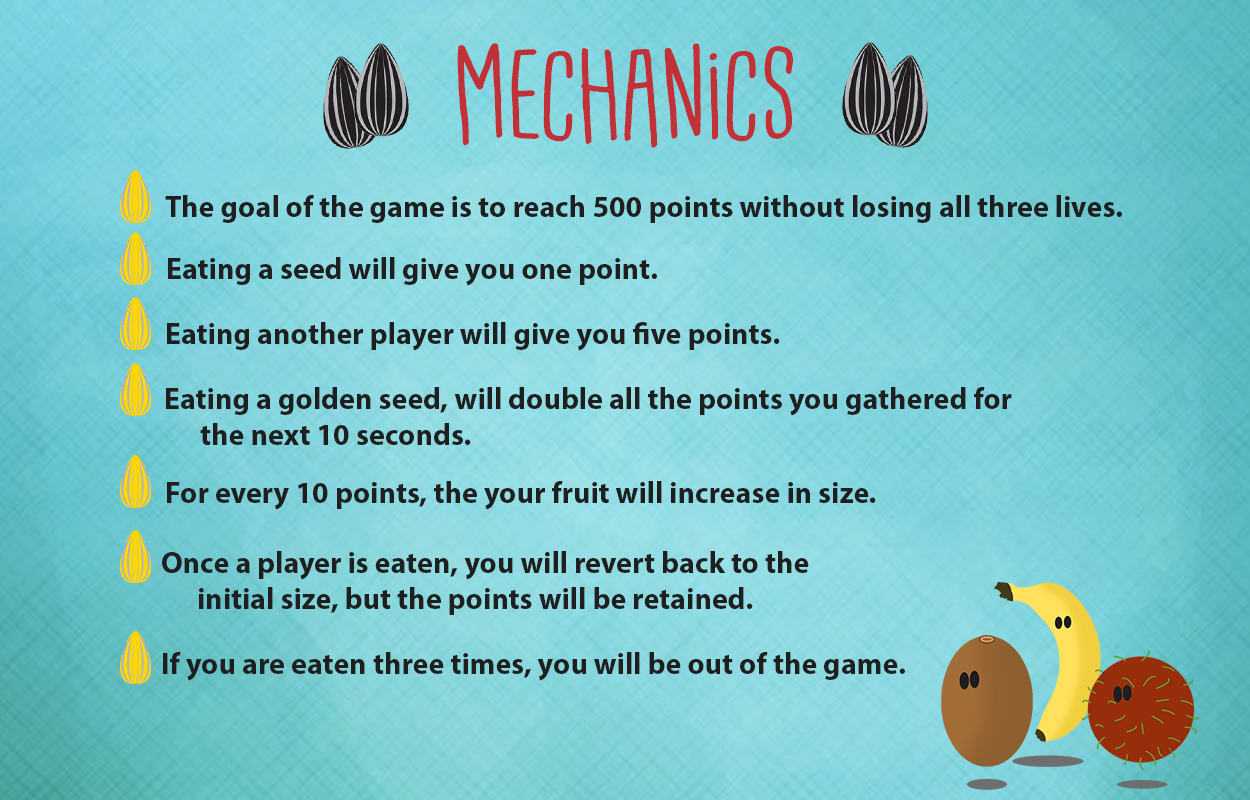 MECHANiCS
The goal of the game is to reach 500 points without losing all three lives.
Eating a seed will give you one point.
Eating another player will give you five points.
Eating a golden seed, will double all the points you gathered for
the next 10 seconds.
For every 10 points, the your fruit will increase in size.
Once a player is eaten, you will revert back to the
initial size, but the points will be retained.
If you are eaten three times, you will be out of the game.